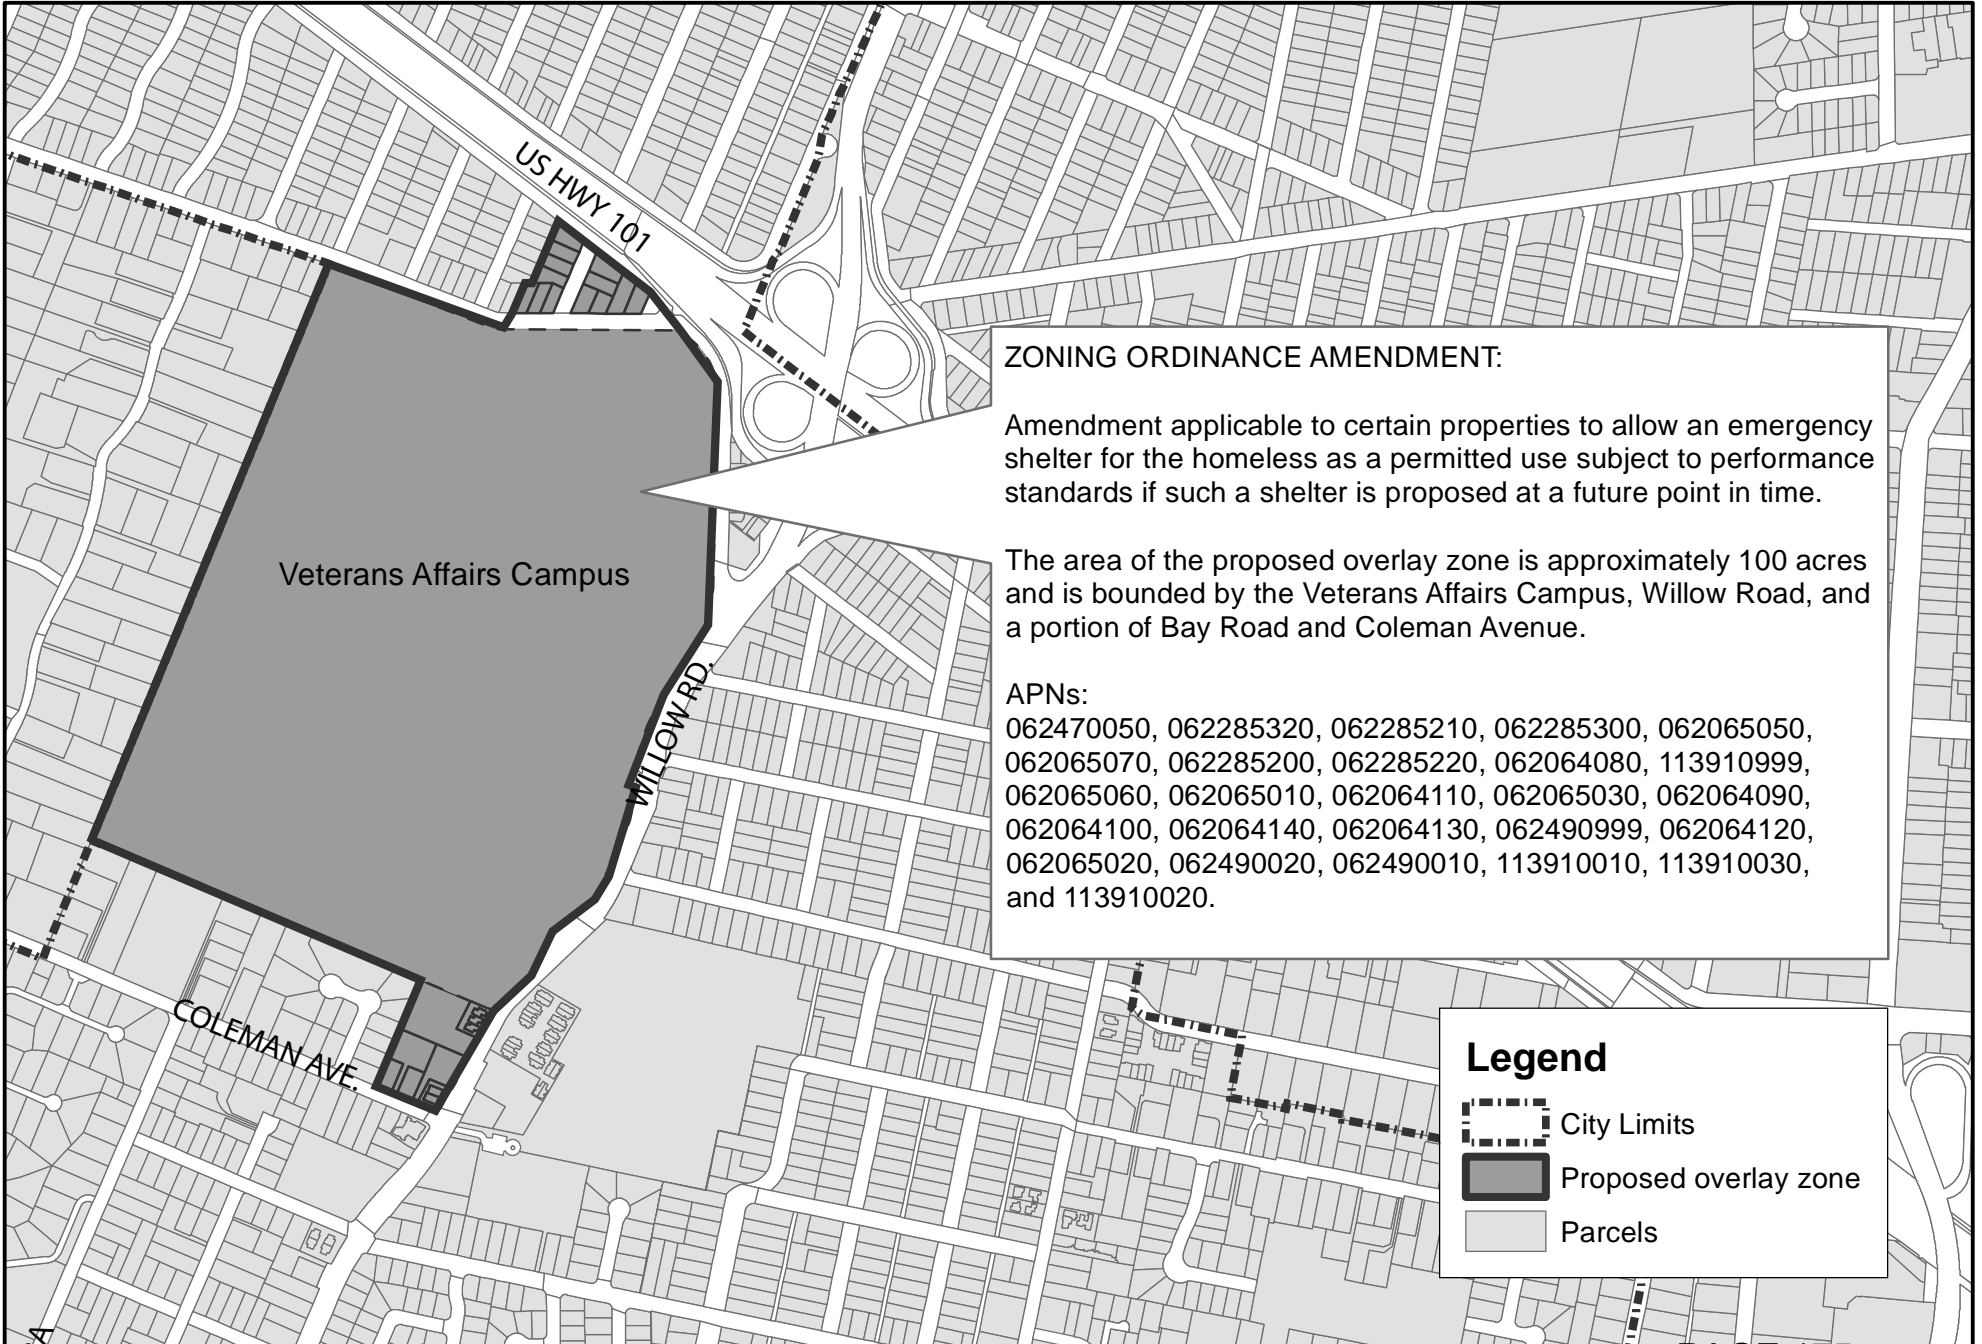 US HWY 101
ZONING ORDINANCE AMENDMENT:
Amendment applicable to certain properties to allow an emergency
shelter for the homeless as a permitted use subject to performance
standards if such a shelter is proposed at a future point in time.
The area of the proposed overlay zone is approximately 100 acres
and is bounded by the Veterans Affairs Campus, Willow Road, and
a portion of Bay Road and Coleman Avenue.
APNs:
062470050, 062285320, 062285210, 062285300, 062065050,
062065070, 062285200, 062285220, 062064080, 113910999,
062065060, 062065010, 062064110, 062065030, 062064090,
062064100, 062064140, 062064130, 062490999, 062064120,
062065020, 062490020, 062490010, 113910010, 113910030,
and 113910020.
Veterans Affairs Campus
WILLOW RD.
COLEMAN AVE.
Legend
City Limits
Proposed overlay zone
Parcels